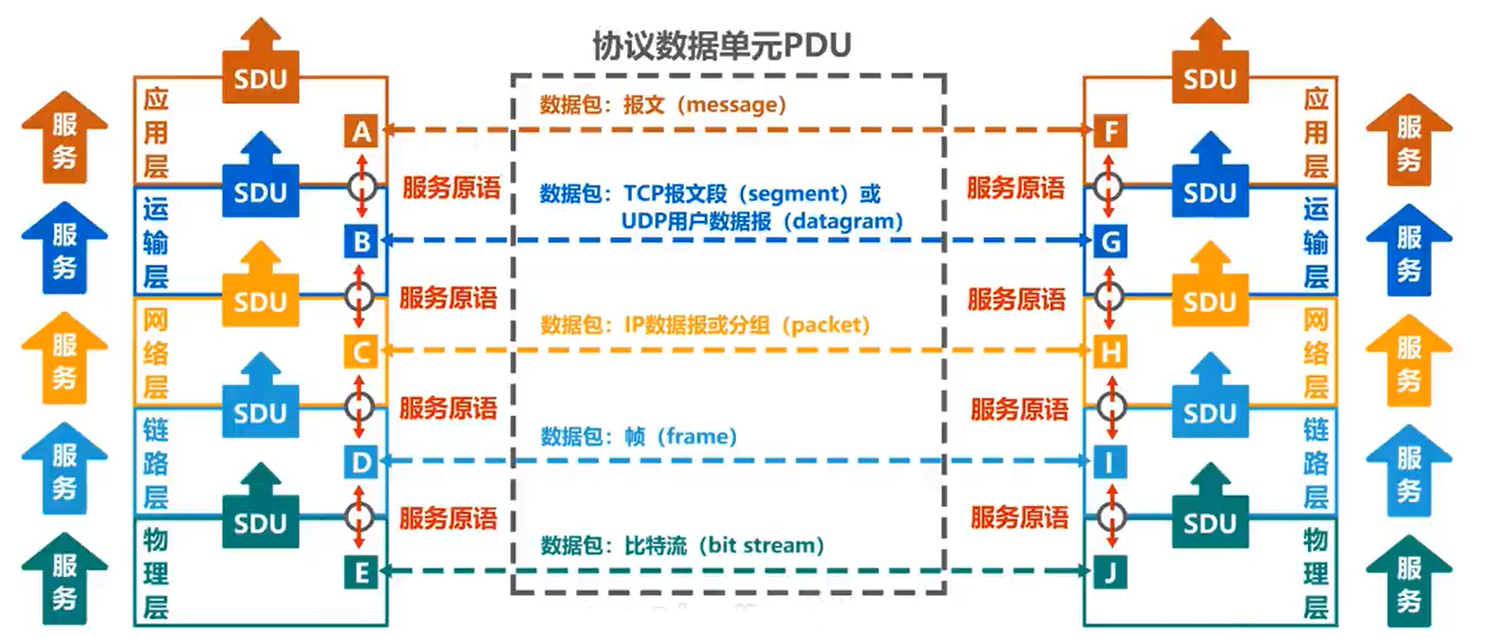 协议数据单元PDU
SDU
SDU
应用层
数据包：报文（message）
应用层
服务
A
F
服务
SDU
服务原语
数据包：TCP报文段（segment）或
UDP用户数据报（datagram）
服务原语
SDU
运输层
运输层
服务
B
G
服务
SDU
服务原语
服务原语
SDU
网络层
数据包：IP数据报或分组（packet）
网络层
服务
C
H
服务
SDU
服务原语
服务原语
SDU
链路层
数据包：帧（frame）
链路层
服务
D
I
服务
SDU
服务原语
服务原语
SDU
物理层
数据包：比特流（bit stream）
物理层
服务
E
J
服务